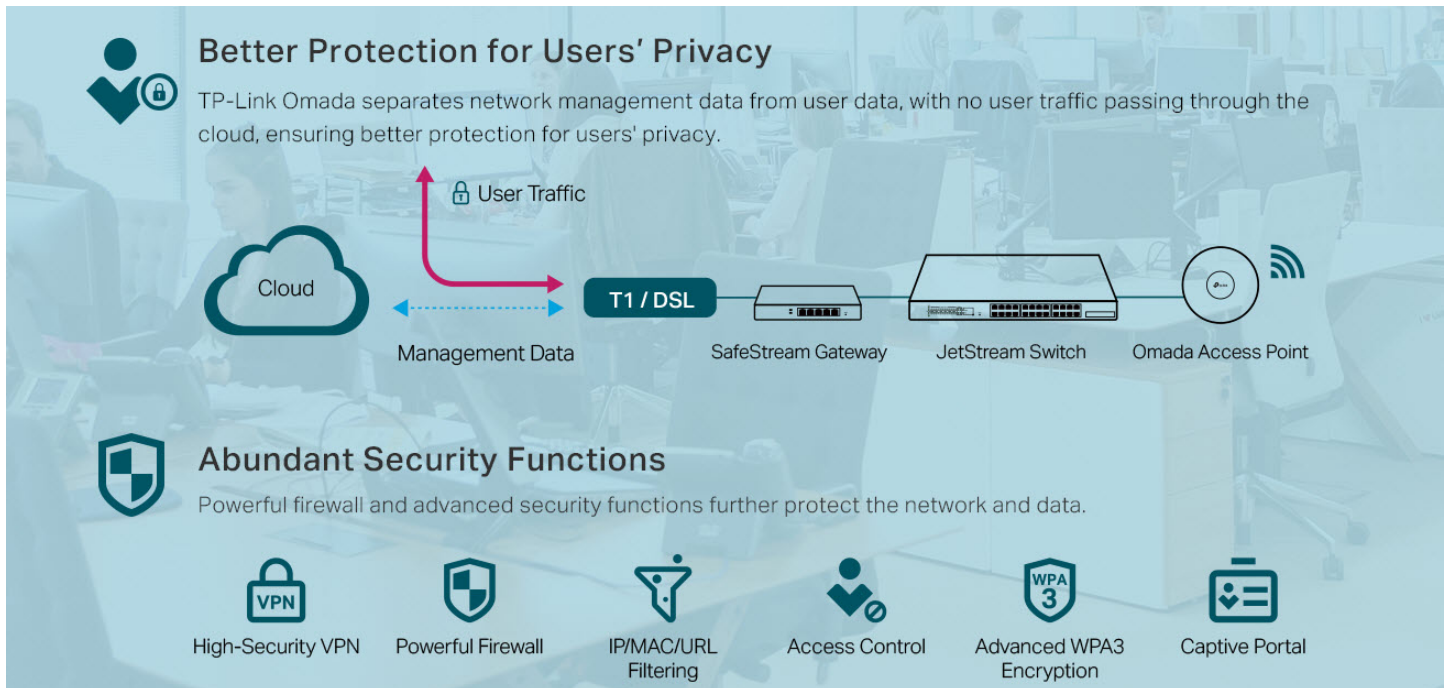 Better Protection for Users' Privacy
TP-Link Omada separates network management data from user data, with no user traffic passing through the
cloud, ensuring better protection for users' privacy.
User Traffic
Cloud
T1 / DSL
Management Data
SafeStream Gateway
JetStream Switch
Omada Access Point
Abundant Security Functions
Powerful firewall and advanced security functions further protect the network and data.
VPN
WPA
3
High-Security VPN
Powerful Firewall
IP/MAC/URL
Filtering
Access Control
Advanced WPA3
Encryption
Captive Portal